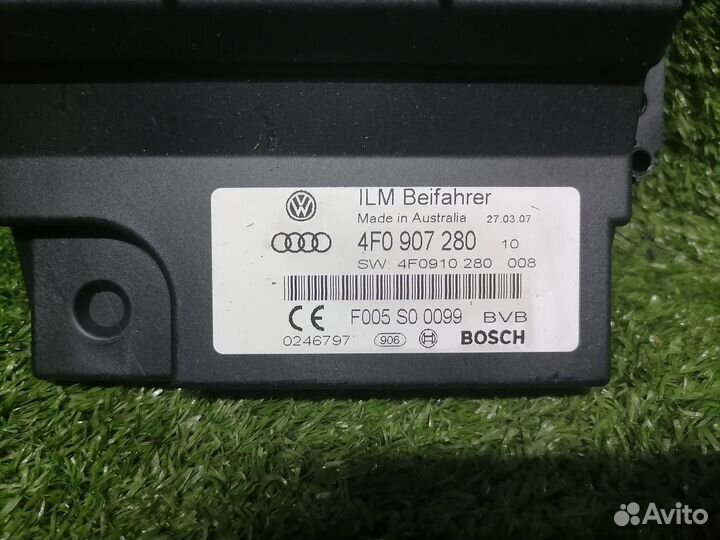 ILM Beifahrer
Made in Australia 27.03.07
4F0 907 280 10
SW: 4F0910 280 008
CE F005 S0 0099 BVB
0246797 906 BOSCH
Avito